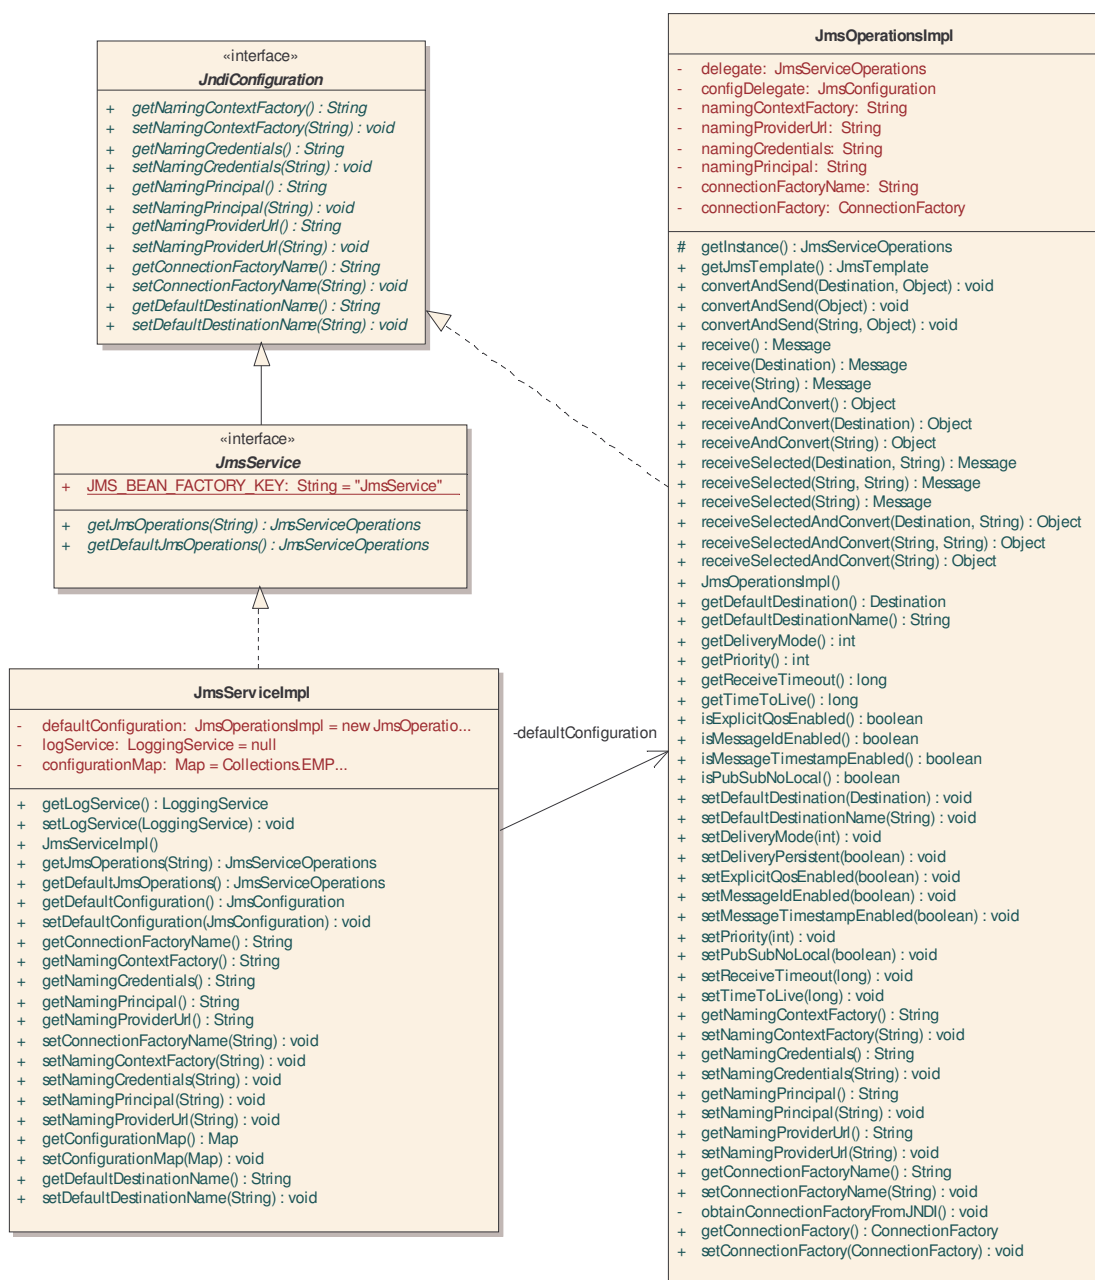 «interface»
JndiConfiguration
+ getNamingContextFactory() : String
+ setNamingContextFactory(String) : void
+ getNamingCredentials() : String
+ setNamingCredentials(String) : void
+ getNamingPrincipal() : String
+ setNamingPrincipal(String) : void
+ getNamingProviderUrl() : String
+ setNamingProviderUrl(String) : void
+ getConnectionFactoryName() : String
+ setConnectionFactoryName(String) : void
+ getDefaultDestinationName() : String
+ setDefaultDestinationName(String) : void
«interface»
JmsService
+ JMS_BEAN_FACTORY_KEY: String = "JmsService"
+ getJmsOperations(String) : JmsServiceOperations
+ getDefaultJmsOperations() : JmsServiceOperations
JmsServiceImpl
- defaultConfiguration: JmsOperationsImpl = new JmsOperatio...
- logService: LoggingService = null
- configurationMap: Map = Collections.EMP...
+ getLogService() : LoggingService
+ setLogService(LoggingService) : void
+ JmsServiceImpl()
+ getJmsOperations(String) : JmsServiceOperations
+ getDefaultJmsOperations() : JmsServiceOperations
+ getDefaultConfiguration() : JmsConfiguration
+ setDefaultConfiguration(JmsConfiguration) : void
+ getConnectionFactoryName() : String
+ getNamingContextFactory() : String
+ getNamingCredentials() : String
+ getNamingPrincipal() : String
+ getNamingProviderUrl() : String
+ setConnectionFactoryName(String) : void
+ setNamingContextFactory(String) : void
+ setNamingCredentials(String) : void
+ setNamingPrincipal(String) : void
+ setNamingProviderUrl(String) : void
+ getConfigurationMap() : Map
+ setConfigurationMap(Map) : void
+ getDefaultDestinationName() : String
+ setDefaultDestinationName(String) : void
-defaultConfiguration
JmsOperationsImpl
- delegate: JmsServiceOperations
- configDelegate: JmsConfiguration
- namingContextFactory: String
- namingProviderUrl: String
- namingCredentials: String
- namingPrincipal: String
- connectionFactoryName: String
- connectionFactory: ConnectionFactory
# getInstance() : JmsServiceOperations
+ getJmsTemplate() : JmsTemplate
+ convertAndSend(Destination, Object) : void
+ convertAndSend(Object) : void
+ convertAndSend(String, Object) : void
+ receive() : Message
+ receive(Destination) : Message
+ receive(String) : Message
+ receiveAndConvert() : Object
+ receiveAndConvert(Destination) : Object
+ receiveAndConvert(String) : Object
+ receiveSelected(Destination, String) : Message
+ receiveSelected(String, String) : Message
+ receiveSelected(String) : Message
+ receiveSelectedAndConvert(Destination, String) : Object
+ receiveSelectedAndConvert(String, String) : Object
+ receiveSelectedAndConvert(String) : Object
+ JmsOperationsImpl()
+ getDefaultDestination() : Destination
+ getDefaultDestinationName() : String
+ getDeliveryMode() : int
+ getPriority() : int
+ getReceiveTimeout() : long
+ getTimeToLive() : long
+ isExplicitQosEnabled() : boolean
+ isMessageIdEnabled() : boolean
+ isMessageTimestampEnabled() : boolean
+ isPubSubNoLocal() : boolean
+ setDefaultDestination(Destination) : void
+ setDefaultDestinationName(String) : void
+ setDeliveryMode(int) : void
+ setDeliveryPersistent(boolean) : void
+ setExplicitQosEnabled(boolean) : void
+ setMessageIdEnabled(boolean) : void
+ setMessageTimestampEnabled(boolean) : void
+ setPriority(int) : void
+ setPubSubNoLocal(boolean) : void
+ setReceiveTimeout(long) : void
+ setTimeToLive(long) : void
+ getNamingContextFactory() : String
+ setNamingContextFactory(String) : void
+ getNamingCredentials() : String
+ setNamingCredentials(String) : void
+ getNamingPrincipal() : String
+ setNamingPrincipal(String) : void
+ getNamingProviderUrl() : String
+ setNamingProviderUrl(String) : void
+ getConnectionFactoryName() : String
+ setConnectionFactoryName(String) : void
- obtainConnectionFactoryFromJNDI() : void
+ getConnectionFactory() : ConnectionFactory
+ setConnectionFactory(ConnectionFactory) : void